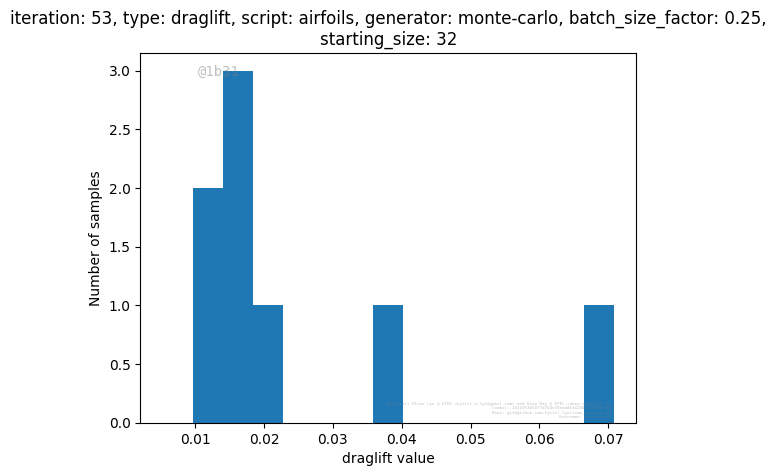 iteration: 53, type: draglift, script: airfoils, generator: monte-carlo, batch_size_factor: 0.25,
starting_size: 32
@1b31
3.0
2.5
2.0
1.5
1.0
0.5
0.0
Number of samples
0.01 0.02 0.03 0.04 0.05 0.06 0.07
draglift value